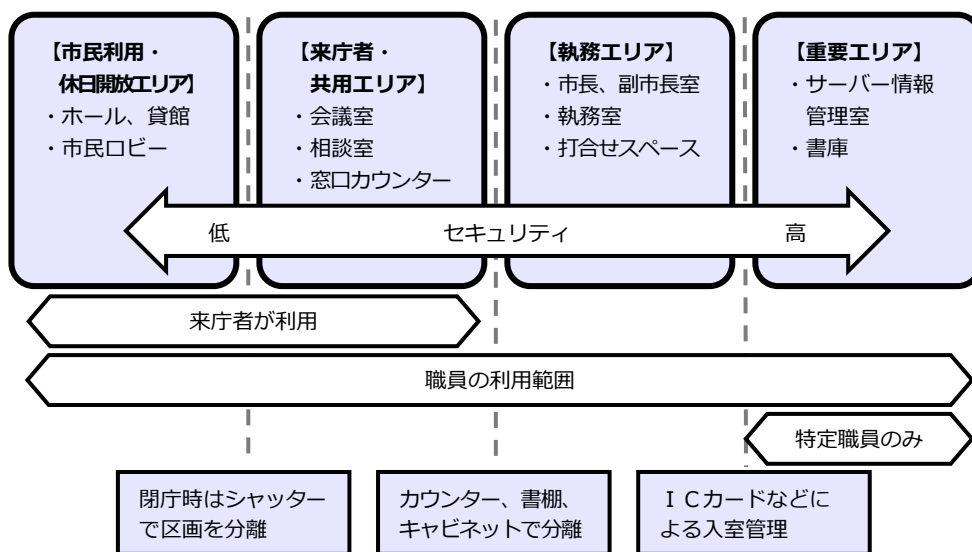 【市民利用・
休日開放エリア】
・ホール、貸館
・市民ロビー
【来庁者・
共用エリア】
・会議室
・相談室
・窓口カウンター
【執務エリア】
・市長、副市長室
・執務室
・打合せスペース
【重要エリア】
・サーバー情報
管理室
・書庫
低 セキュリティ 高
来庁者が利用
職員の利用範囲
特定職員のみ
閉庁時はシャッター
で区画を分離
カウンター、書棚、
キャビネットで分離
ＩＣカードなどに
よる入室管理